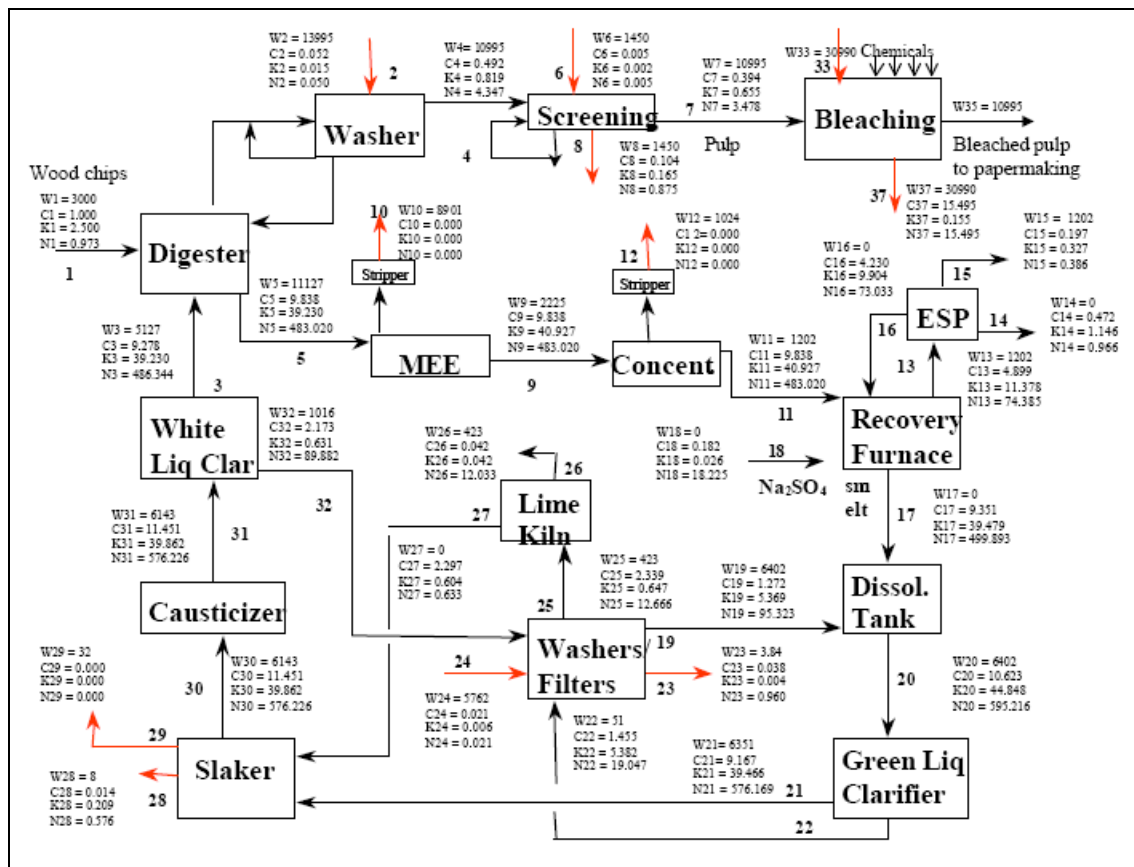 W2 = 13995
C2 = 0.052
K2 = 0.015
N2 = 0.050
2
W4 = 10995
C4 = 0.492
K4 = 0.819
N4 = 4.347
W6 = 1450
C6 = 0.005
K6 = 0.002
N6 = 0.005
6
W7 = 10995
C7 = 0.394
K7 = 0.655
N7 = 3.478
7
W33 = 30990
33
Chemicals
Washer
Screening
Bleaching
W35 = 10995
Bleached pulp
to papermaking
4
8
W8 = 1450
C8 = 0.104
K8 = 0.165
N8 = 0.875
Pulp
37
W37 = 30990
C37 = 15.495
K37 = 0.155
N37 = 15.495
Wood chips
W1 = 3000
C1 = 1.000
K1 = 2.500
N1 = 0.973
1
Digester
10
W10 = 8901
C10 = 0.000
K10 = 0.000
N10 = 0.000
Stripper
W12 = 1024
C1 2= 0.000
K12 = 0.000
N12 = 0.000
12
Stripper
W15 = 1202
C15 = 0.197
K15 = 0.327
N15 = 0.386
15
W16 = 0
C16 = 4.230
K16 = 9.904
N16 = 73.033
16
ESP
14
W14 = 0
C14 = 0.472
K14 = 1.146
N14 = 0.966
13
W13 = 1202
C13 = 4.899
K13 = 11.378
N13 = 74.385
W5 = 11127
C5 = 9.838
K5 = 39.230
N5 = 483.020
5
MEE
W9 = 2225
C9 = 9.838
K9 = 40.927
N9 = 483.020
9
Concent.
W11 = 1202
C11 = 9.838
K11 = 40.927
N11 = 483.020
11
W3 = 5127
C3 = 9.278
K3 = 39.230
N3 = 486.344
3
White
Liq Clar
W32 = 1016
C32 = 2.173
K32 = 0.631
N32 = 89.882
32
W26 = 423
C26 = 0.042
K26 = 0.042
N26 = 12.033
26
W18 = 0
C18 = 0.182
K18 = 0.026
N18 = 18.225
18
Na₂SO₄
Recovery
Furnace
sm
elt
17
W17 = 0
C17 = 9.351
K17 = 39.479
N17 = 499.893
Lime
Kiln
27
W27 = 0
C27 = 2.297
K27 = 0.604
N27 = 0.633
W31 = 6143
C31 = 11.451
K31 = 39.862
N31 = 576.226
31
25
W25 = 423
C25 = 2.339
K25 = 0.647
N25 = 12.666
W19 = 6402
C19 = 1.272
K19 = 5.369
N19 = 95.323
19
Dissol.
Tank
Causticizer
Washers/
Filters
24
W24 = 5762
C24 = 0.021
K24 = 0.006
N24 = 0.021
23
W23 = 3.84
C23 = 0.038
K23 = 0.004
N23 = 0.960
20
W20 = 6402
C20 = 10.623
K20 = 44.848
N20 = 595.216
W29 = 32
C29 = 0.000
K29 = 0.000
N29 = 0.000
29
30
W30 = 6143
C30 = 11.451
K30 = 39.862
N30 = 576.226
W22 = 51
C22 = 1.455
K22 = 5.382
N22 = 19.047
22
W21= 6351
C21= 9.167
K21 = 39.466
N21 = 576.169
21
Green Liq
Clarifier
Slaker
W28 = 8
C28 = 0.014
K28 = 0.209
N28 = 0.576
28